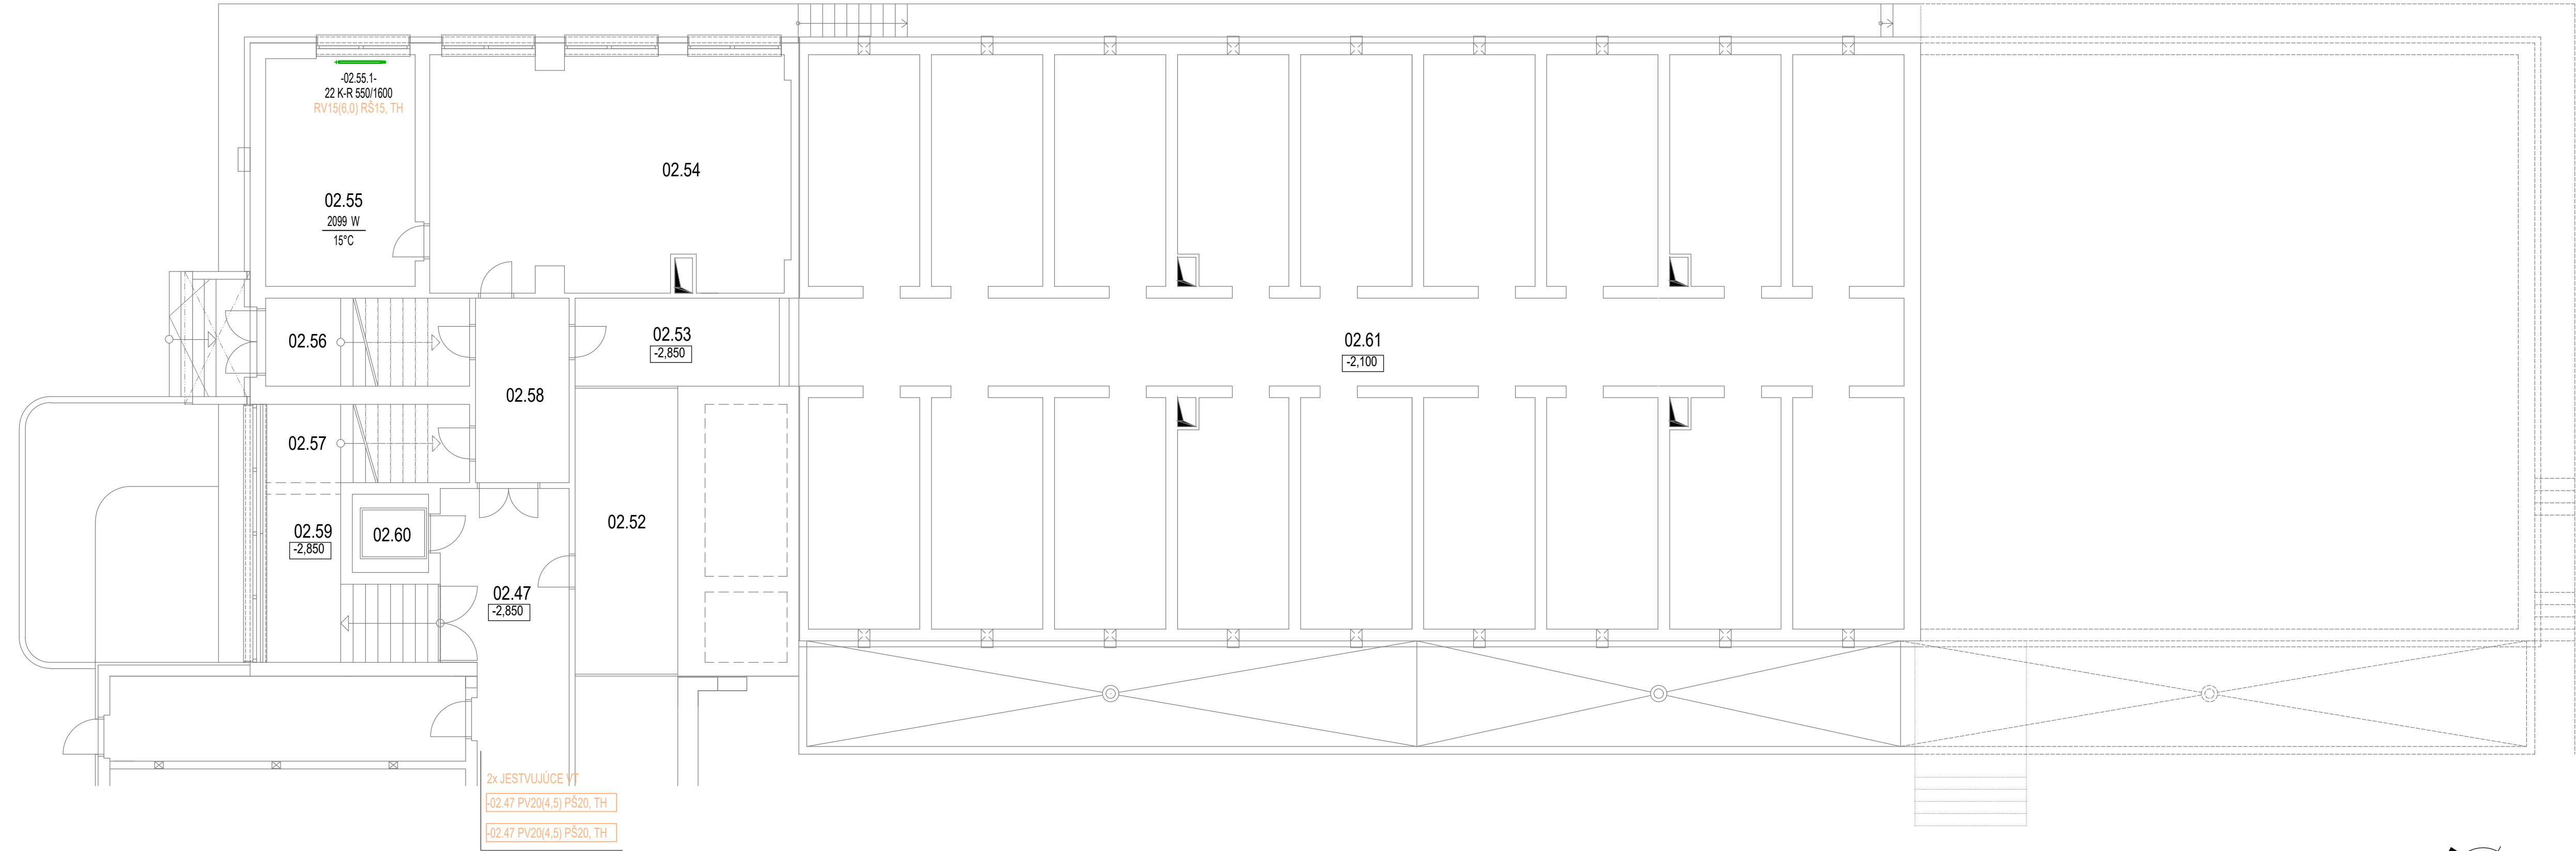 -02.55.1-
22 K-R 550/1600
RV15(6,0) RŠ15, TH
02.54
02.55
2099 W
15°C
02.56
02.53
-2,850
02.61
-2,100
02.58
02.57
02.52
02.59
-2,850
02.60
02.47
-2,850
2x JESTVUJÚCE VT
-02.47 PV20(4,5) PŠ20, TH
-02.47 PV20(4,5) PŠ20, TH